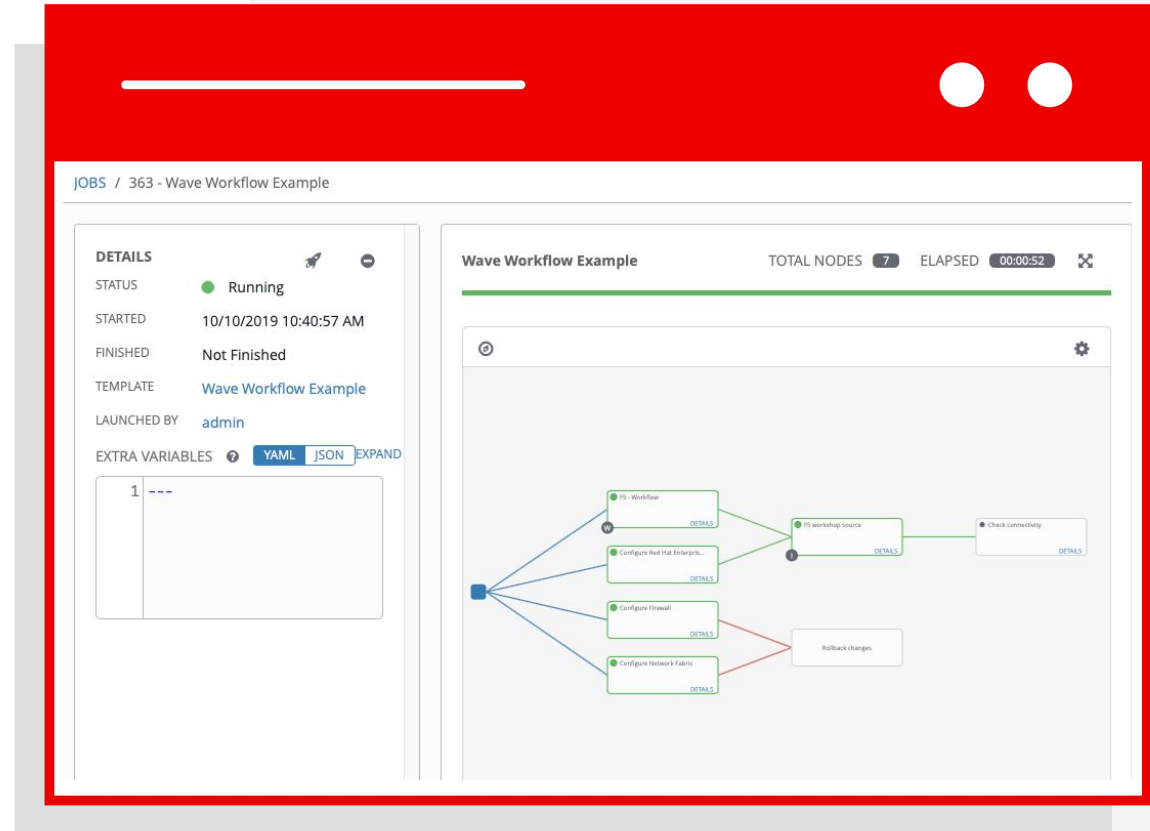 JOBS / 363 - Wave Workflow Example
DETAILS
STATUS Running
STARTED 10/10/2019 10:40:57 AM
FINISHED Not Finished
TEMPLATE Wave Workflow Example
LAUNCHED BY admin
EXTRA VARIABLES ? YAML JSON EXPAND
1 ---
Wave Workflow Example TOTAL NODES 7 ELAPSED 00:00:52
F5 - Workflow
W DETAILS
Configure Red Hat Enterpris...
DETAILS
Configure Firewall
DETAILS
Configure Network Fabric
DETAILS
F5 workshop source
I DETAILS
Rollback changes
Check connectivity
DETAILS